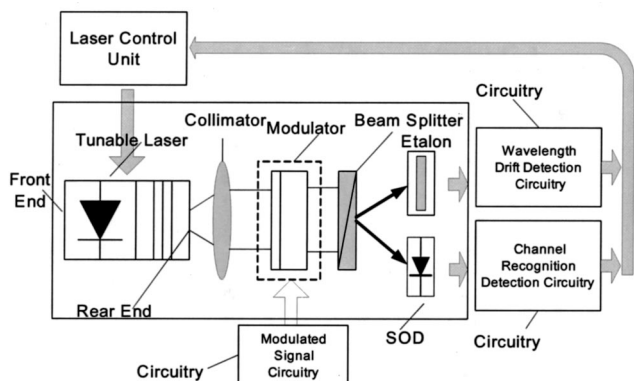 Laser Control
Unit
Circuitry
Tunable Laser
Collimator
Modulator
Beam Splitter
Etalon
Wavelength
Drift Detection
Circuitry
Front
End
Channel
Recognition
Detection Circuitry
Rear End
SOD
Circuitry
Circuitry
Modulated
Signal
Circuitry